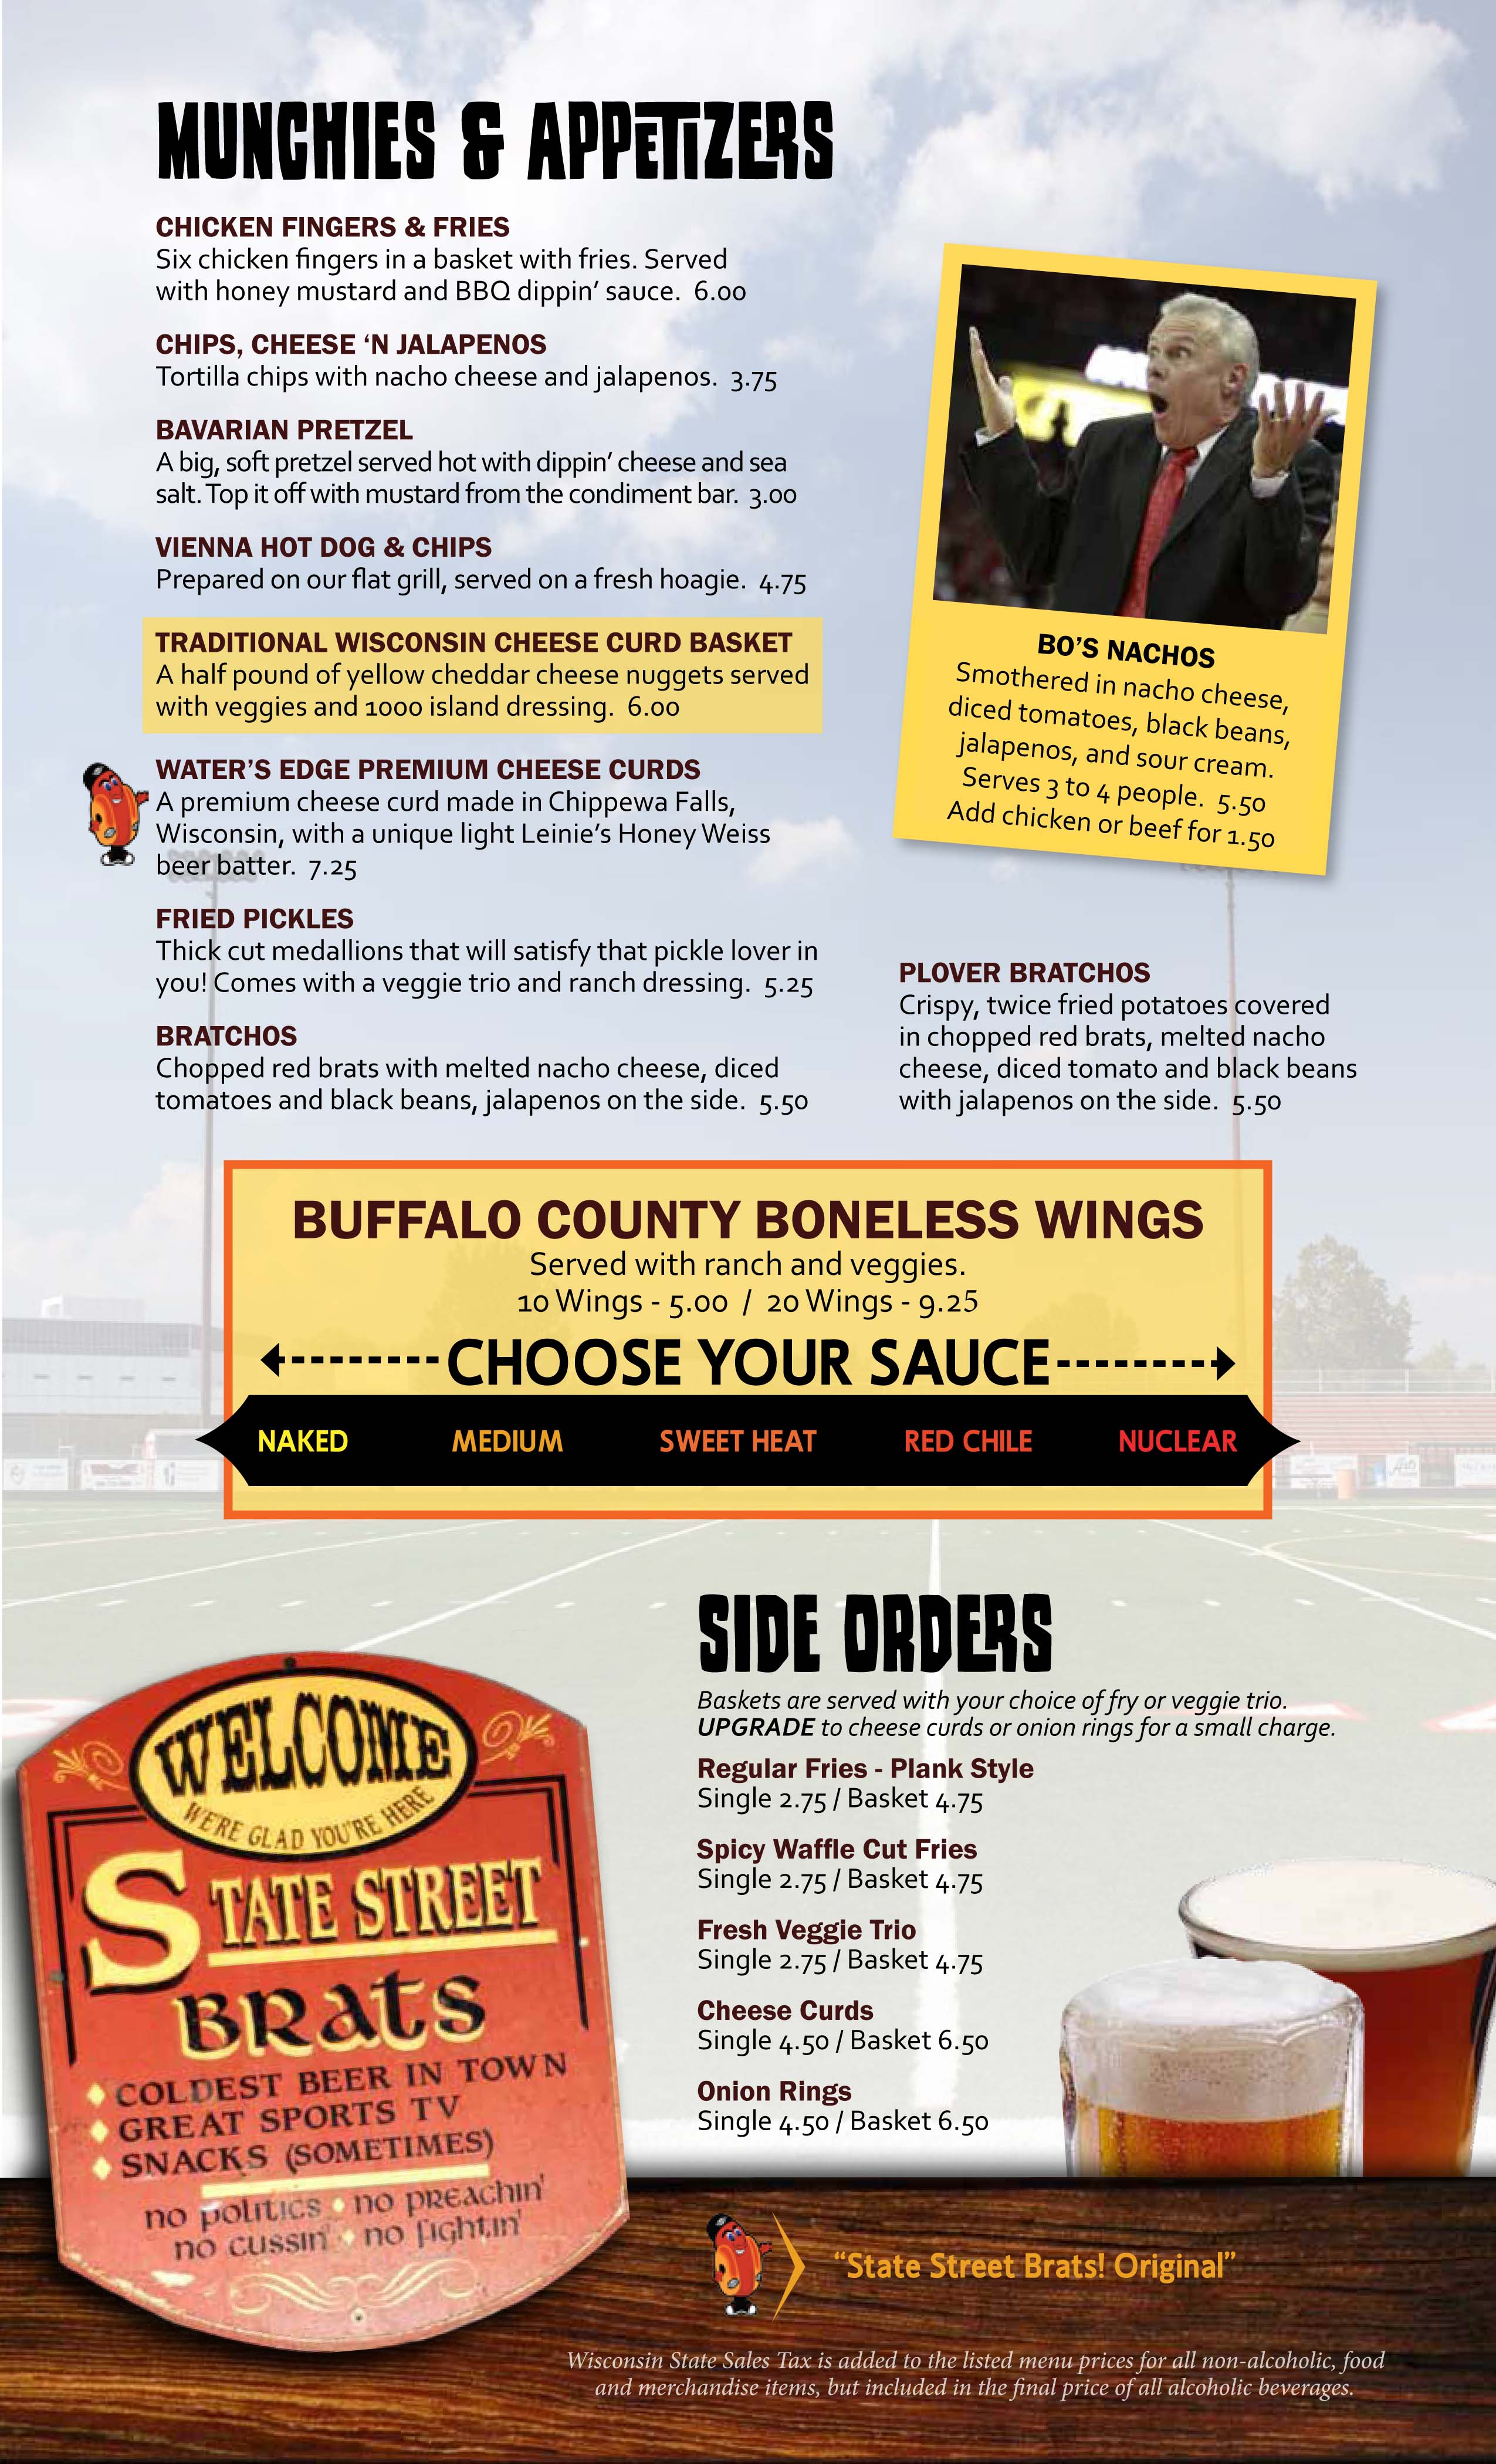 MUNCHIES & APPETIZERS
CHICKEN FINGERS & FRIES
Six chicken fingers in a basket with fries. Served
with honey mustard and BBQ dippin’ sauce. 6.00
CHIPS, CHEESE ‘N JALAPENOS
Tortilla chips with nacho cheese and jalapenos. 3.75
BAVARIAN PRETZEL
A big, soft pretzel served hot with dippin’ cheese and sea
salt. Top it off with mustard from the condiment bar. 3.00
VIENNA HOT DOG & CHIPS
Prepared on our flat grill, served on a fresh hoagie. 4.75
TRADITIONAL WISCONSIN CHEESE CURD BASKET
A half pound of yellow cheddar cheese nuggets served
with veggies and 1000 island dressing. 6.00
WATER’S EDGE PREMIUM CHEESE CURDS
A premium cheese curd made in Chippewa Falls,
Wisconsin, with a unique light Leinie’s Honey Weiss
beer batter. 7.25
FRIED PICKLES
Thick cut medallions that will satisfy that pickle lover in
you! Comes with a veggie trio and ranch dressing. 5.25
BRATCHOS
Chopped red brats with melted nacho cheese, diced
tomatoes and black beans, jalapenos on the side. 5.50
BO’S NACHOS
Smothered in nacho cheese,
diced tomatoes, black beans,
jalapenos, and sour cream.
Serves 3 to 4 people. 5.50
Add chicken or beef for 1.50
PLOVER BRATCHOS
Crispy, twice fried potatoes covered
in chopped red brats, melted nacho
cheese, diced tomato and black beans
with jalapenos on the side. 5.50
BUFFALO COUNTY BONELESS WINGS
Served with ranch and veggies.
10 Wings - 5.00 / 20 Wings - 9.25
CHOOSE YOUR SAUCE
NAKED MEDIUM SWEET HEAT RED CHILE NUCLEAR
SIDE ORDERS
Baskets are served with your choice of fry or veggie trio.
UPGRADE to cheese curds or onion rings for a small charge.
Regular Fries - Plank Style
Single 2.75 / Basket 4.75
Spicy Waffle Cut Fries
Single 2.75 / Basket 4.75
Fresh Veggie Trio
Single 2.75 / Basket 4.75
Cheese Curds
Single 4.50 / Basket 6.50
Onion Rings
Single 4.50 / Basket 6.50
WELCOME
WE'RE GLAD YOU'RE HERE
STATE STREET
BRATS
COLDEST BEER IN TOWN
GREAT SPORTS TV
SNACKS (SOMETIMES)
no politics • no preachin'
no cussin' • no fightin'
“State Street Brats! Original”
Wisconsin State Sales Tax is added to the listed menu prices for all non-alcoholic, food
and merchandise items, but included in the final price of all alcoholic beverages.